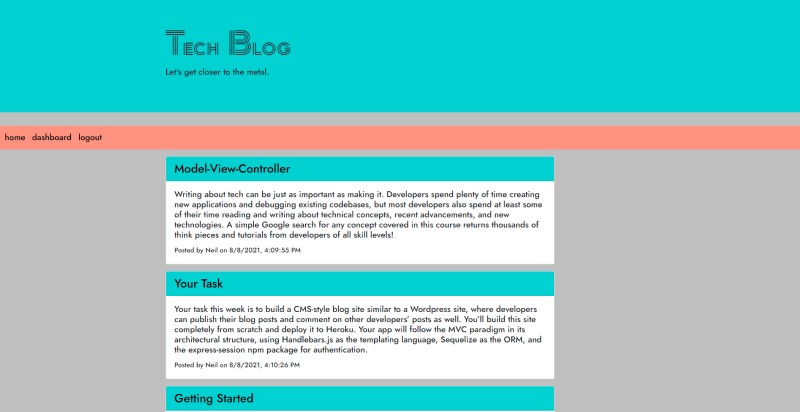 Tech Blog
Let's get closer to the metal.
home dashboard logout
Model-View-Controller
Writing about tech can be just as important as making it. Developers spend plenty of time creating
new applications and debugging existing codebases, but most developers also spend at least some
of their time reading and writing about technical concepts, recent advancements, and new
technologies. A simple Google search for any concept covered in this course returns thousands of
think pieces and tutorials from developers of all skill levels!
Posted by Neil on 8/8/2021, 4:09:55 PM
Your Task
Your task this week is to build a CMS-style blog site similar to a Wordpress site, where developers
can publish their blog posts and comment on other developers' posts as well. You'll build this site
completely from scratch and deploy it to Heroku. Your app will follow the MVC paradigm in its
architectural structure, using Handlebars.js as the templating language, Sequelize as the ORM, and
the express-session npm package for authentication.
Posted by Neil on 8/8/2021, 4:10:26 PM
Getting Started